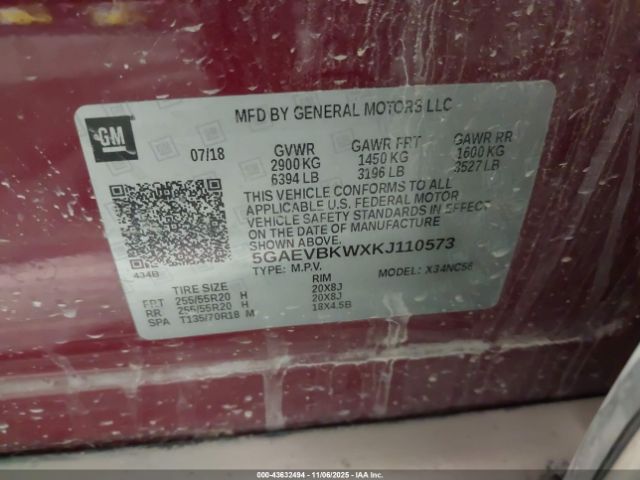 MFD BY GENERAL MOTORS LLC
GM
07/18 GVWR GAWR FRT GAWR RR
2900 KG 1450 KG 1600 KG
6394 LB 3196 LB 3527 LB
THIS VEHICLE CONFORMS TO ALL
APPLICABLE U.S. FEDERAL MOTOR
VEHICLE SAFETY STANDARDS IN EFFECT
ON THE DATE OF MANUFACTURE
SHOWN ABOVE.
434B
5GAEVBKWXKJ110573
TYPE: M.P.V. MODEL: X34NC56
TIRE SIZE RIM
FRT 255/55R20 H 20X8J
RR 255/55R20 H 20X8J
SPA T135/70R18 M 18X4.5B
000-43632494 - 11/06/2025 - IAAI.COM